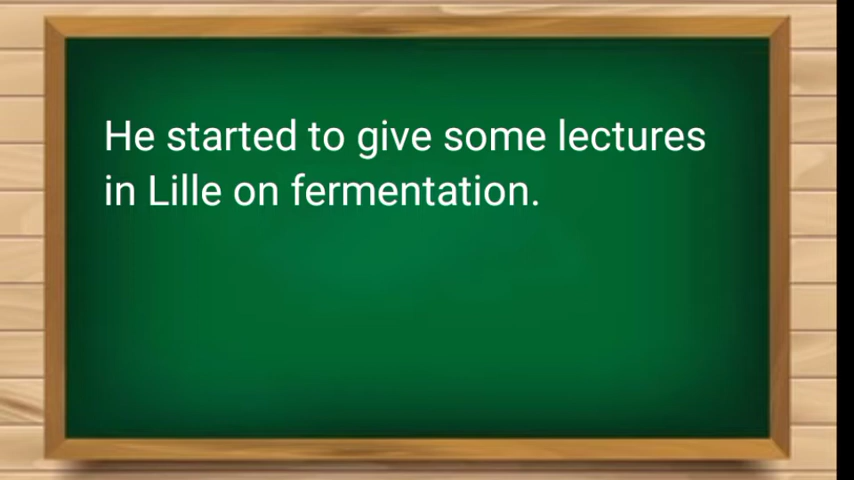 He started to give some lectures
in Lille on fermentation.